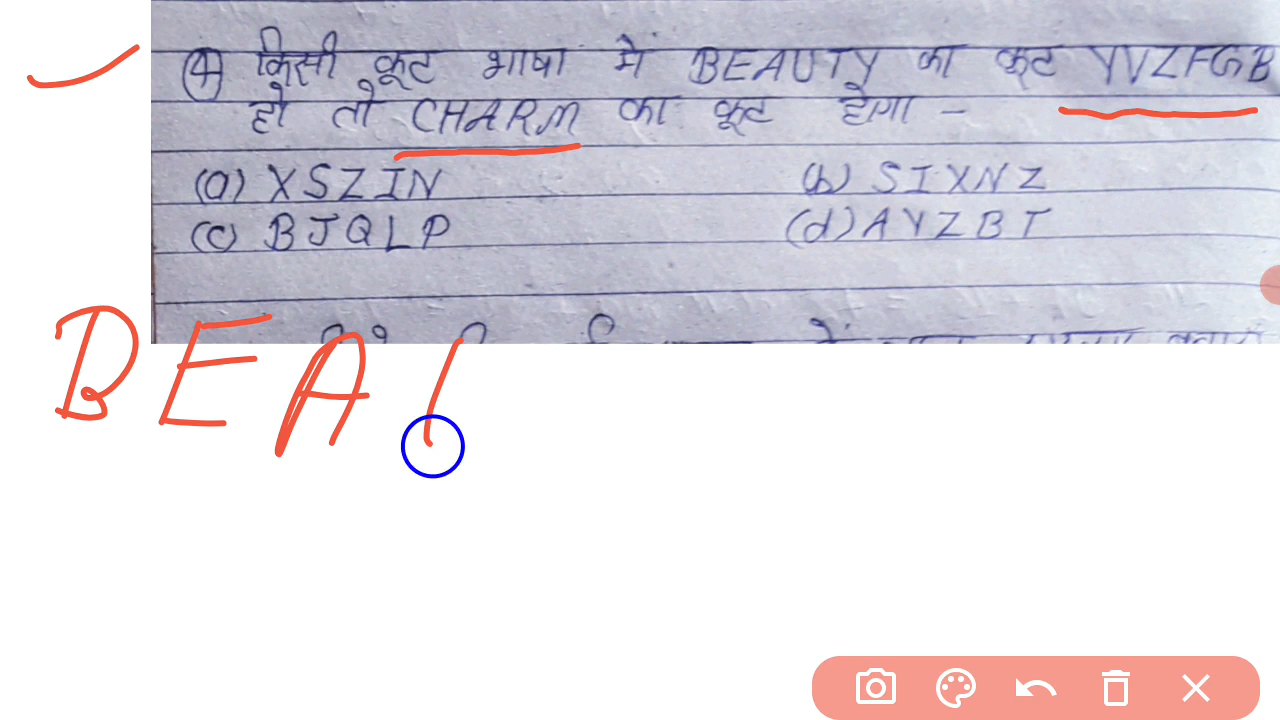 (4) किसी कूट भाषा मे BEAUTY का कूट YVZFGB
हो तो CHARM का कूट होगा -
(a) XSZIN (b) SIXNZ
(c) BJQLP (d) AYZBT
BEA